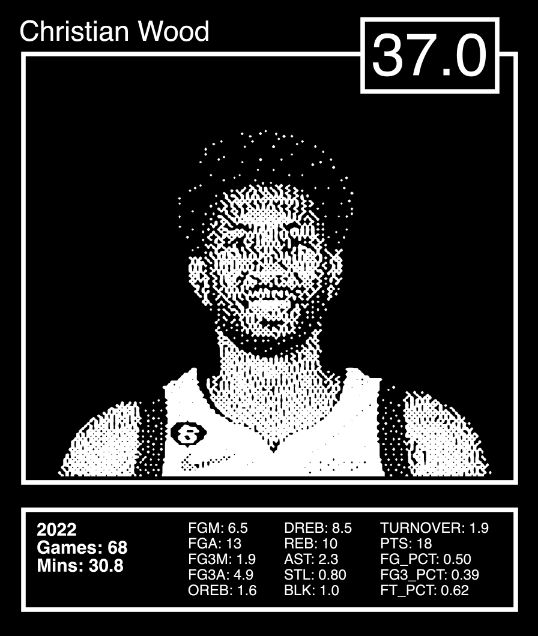 Christian Wood
37.0
6
2022
Games: 68
Mins: 30.8
FGM: 6.5
FGA: 13
FG3M: 1.9
FG3A: 4.9
OREB: 1.6
DREB: 8.5
REB: 10
AST: 2.3
STL: 0.80
BLK: 1.0
TURNOVER: 1.9
PTS: 18
FG_PCT: 0.50
FG3_PCT: 0.39
FT_PCT: 0.62